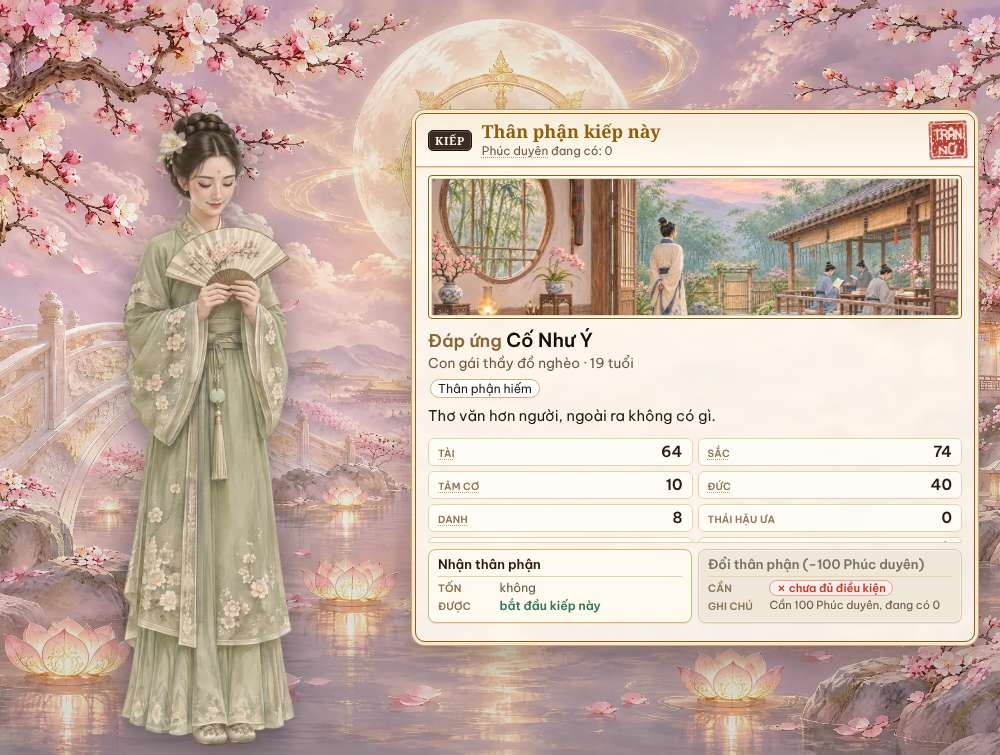 KIẾP
Thân phận kiếp này
Phúc duyên đang có: 0
TRÂN NỮ
Đáp ứng Cố Như Ý
Con gái thầy đồ nghèo · 19 tuổi
Thân phận hiếm
Thơ văn hơn người, ngoài ra không có gì.
TÀI 64
SẮC 74
TÂM CƠ 10
ĐỨC 40
DANH 8
THÁI HẬU ƯA 0
Nhận thân phận
TỐN không
ĐƯỢC bắt đầu kiếp này
Đổi thân phận (−100 Phúc duyên)
CẦN × chưa đủ điều kiện
GHI CHÚ Cần 100 Phúc duyên, đang có 0